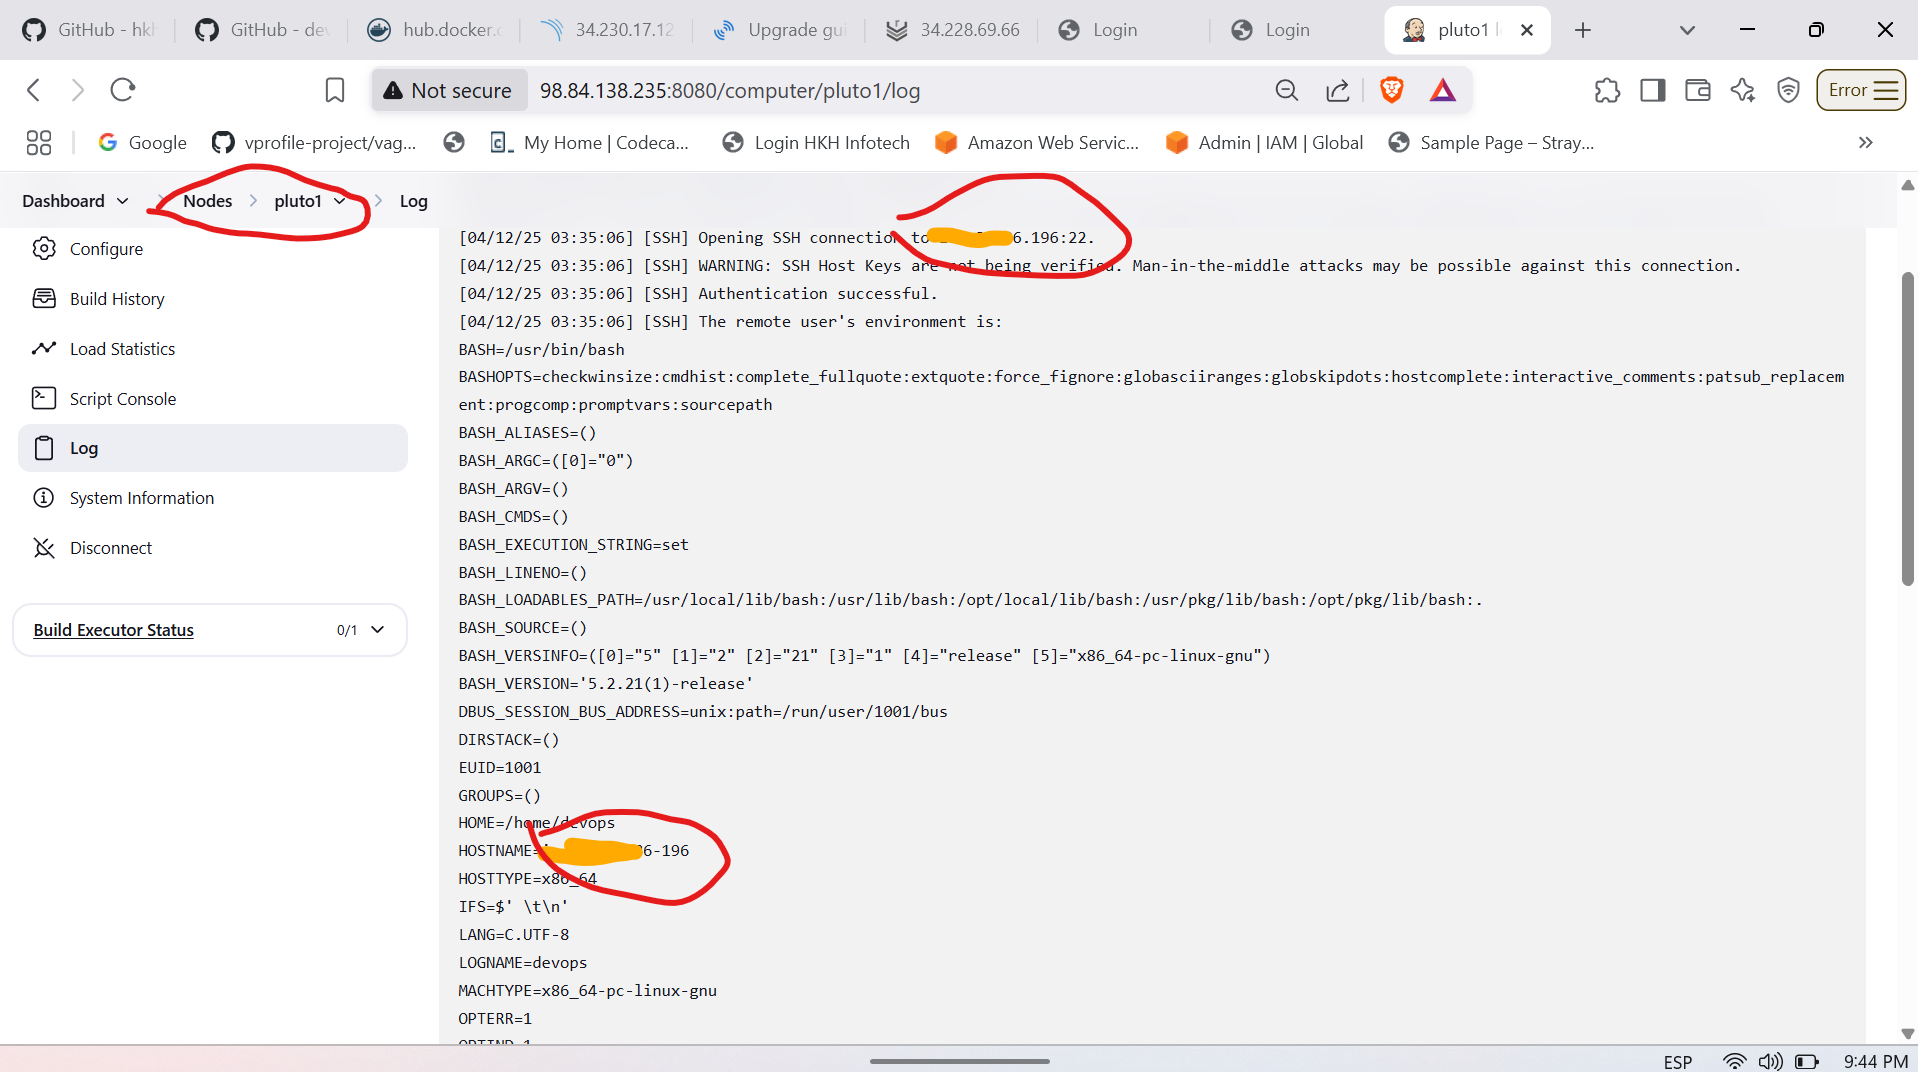 GitHub - hkh
GitHub - dev
hub.docker.c
34.230.17.12
Upgrade gui
34.228.69.66
Login
Login
pluto1 l
Not secure
98.84.138.235:8080/computer/pluto1/log
Error
Google
vprofile-project/vag...
My Home | Codeca...
Login HKH Infotech
Amazon Web Servic...
Admin | IAM | Global
Sample Page – Stray...
Dashboard > Nodes > pluto1 > Log
Configure
Build History
Load Statistics
Script Console
Log
System Information
Disconnect
Build Executor Status 0/1
[04/12/25 03:35:06] [SSH] Opening SSH connection to 6.196:22.
[04/12/25 03:35:06] [SSH] WARNING: SSH Host Keys are not being verified. Man-in-the-middle attacks may be possible against this connection.
[04/12/25 03:35:06] [SSH] Authentication successful.
[04/12/25 03:35:06] [SSH] The remote user's environment is:
BASH=/usr/bin/bash
BASHOPTS=checkwinsize:cmdhist:complete_fullquote:extquote:force_fignore:globasciiranges:globskipdots:hostcomplete:interactive_comments:patsub_replacem
ent:progcomp:promptvars:sourcepath
BASH_ALIASES=()
BASH_ARGC=([0]="0")
BASH_ARGV=()
BASH_CMDS=()
BASH_EXECUTION_STRING=set
BASH_LINENO=()
BASH_LOADABLES_PATH=/usr/local/lib/bash:/usr/lib/bash:/opt/local/lib/bash:/usr/pkg/lib/bash:/opt/pkg/lib/bash:.
BASH_SOURCE=()
BASH_VERSINFO=([0]="5" [1]="2" [2]="21" [3]="1" [4]="release" [5]="x86_64-pc-linux-gnu")
BASH_VERSION='5.2.21(1)-release'
DBUS_SESSION_BUS_ADDRESS=unix:path=/run/user/1001/bus
DIRSTACK=()
EUID=1001
GROUPS=()
HOME=/home/devops
HOSTNAME= 6-196
HOSTTYPE=x86_64
IFS=$' \t\n'
LANG=C.UTF-8
LOGNAME=devops
MACHTYPE=x86_64-pc-linux-gnu
OPTERR=1
OPTIND=1
ESP
9:44 PM